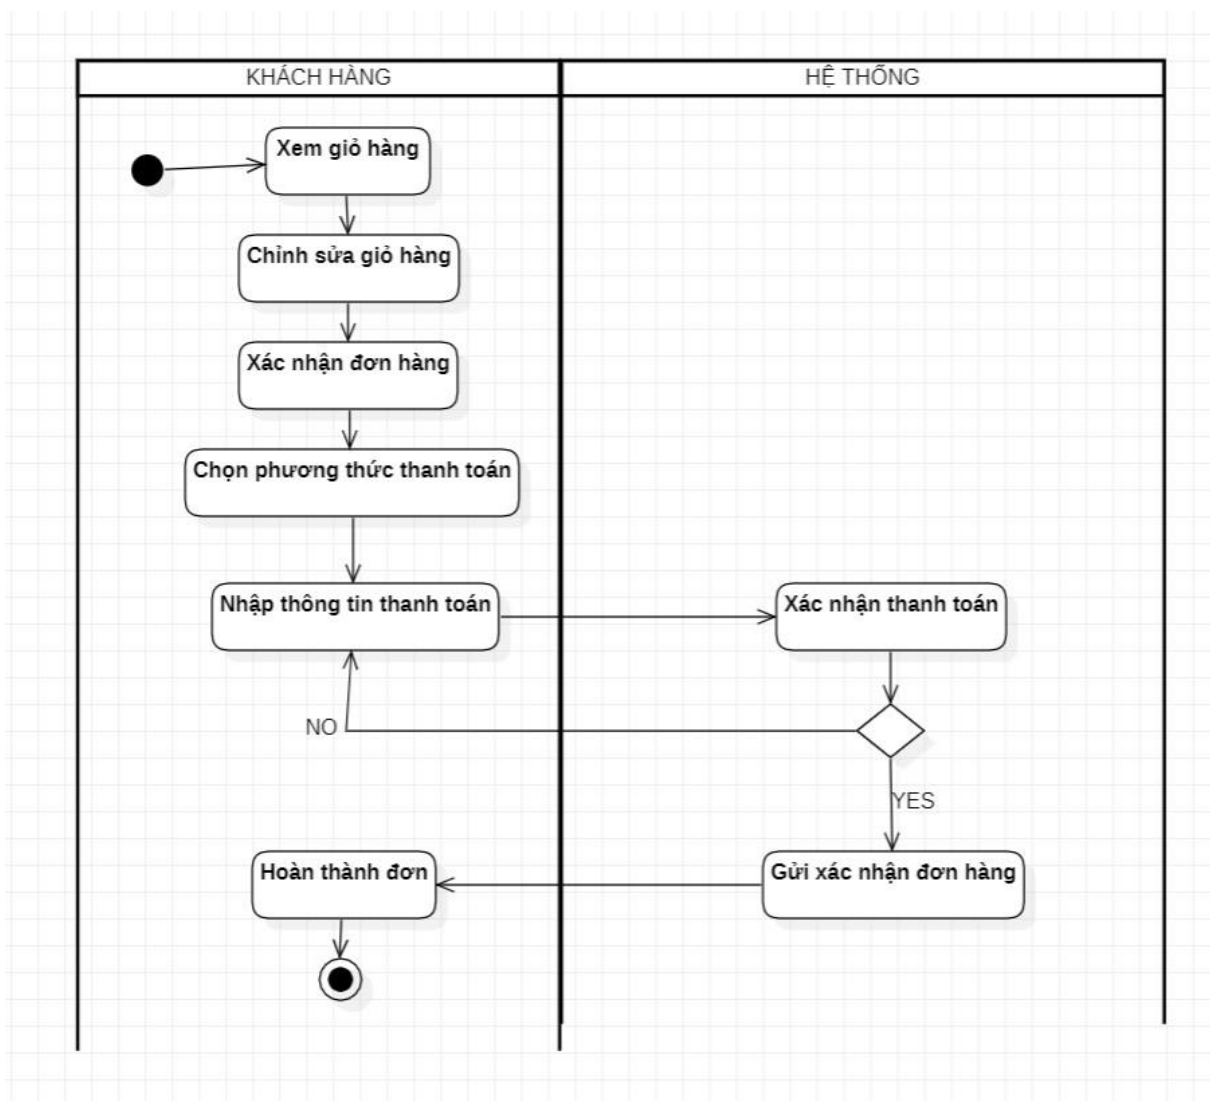 KHÁCH HÀNG
HỆ THỐNG
Xem giỏ hàng
Chỉnh sửa giỏ hàng
Xác nhận đơn hàng
Chọn phương thức thanh toán
Nhập thông tin thanh toán
Xác nhận thanh toán
NO
YES
Hoàn thành đơn
Gửi xác nhận đơn hàng